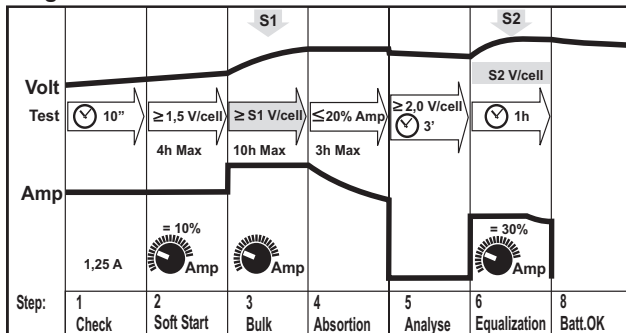 S1
S2
S2 V/cell
Volt
Test
10”
≥1,5 V/cell
≥ S1 V/cell
≤20% Amp
≥2,0 V/cell
3’
1h
4h Max
10h Max
3h Max
Amp
1,25 A
= 10%
Amp
Amp
= 30%
Amp
Step:
1
2
3
4
5
6
8
Check
Soft Start
Bulk
Absortion
Analyse
Equalization
Batt.OK